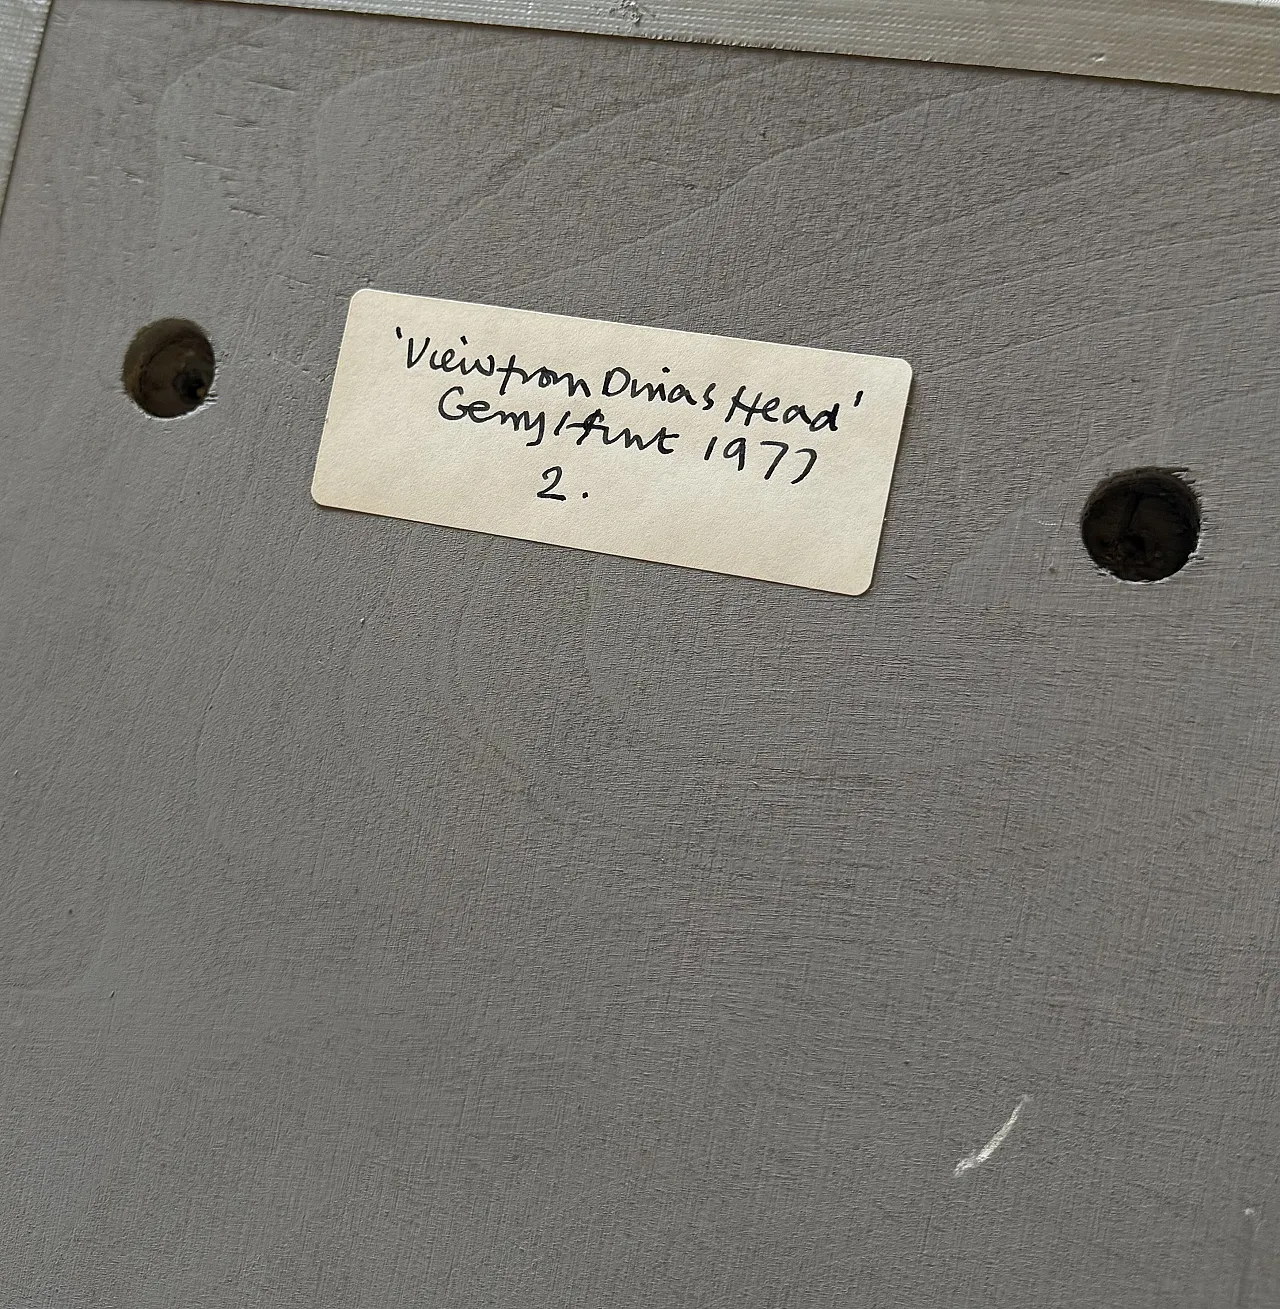 'View from Dinas Head'
Gerry Hunt 1977
2.